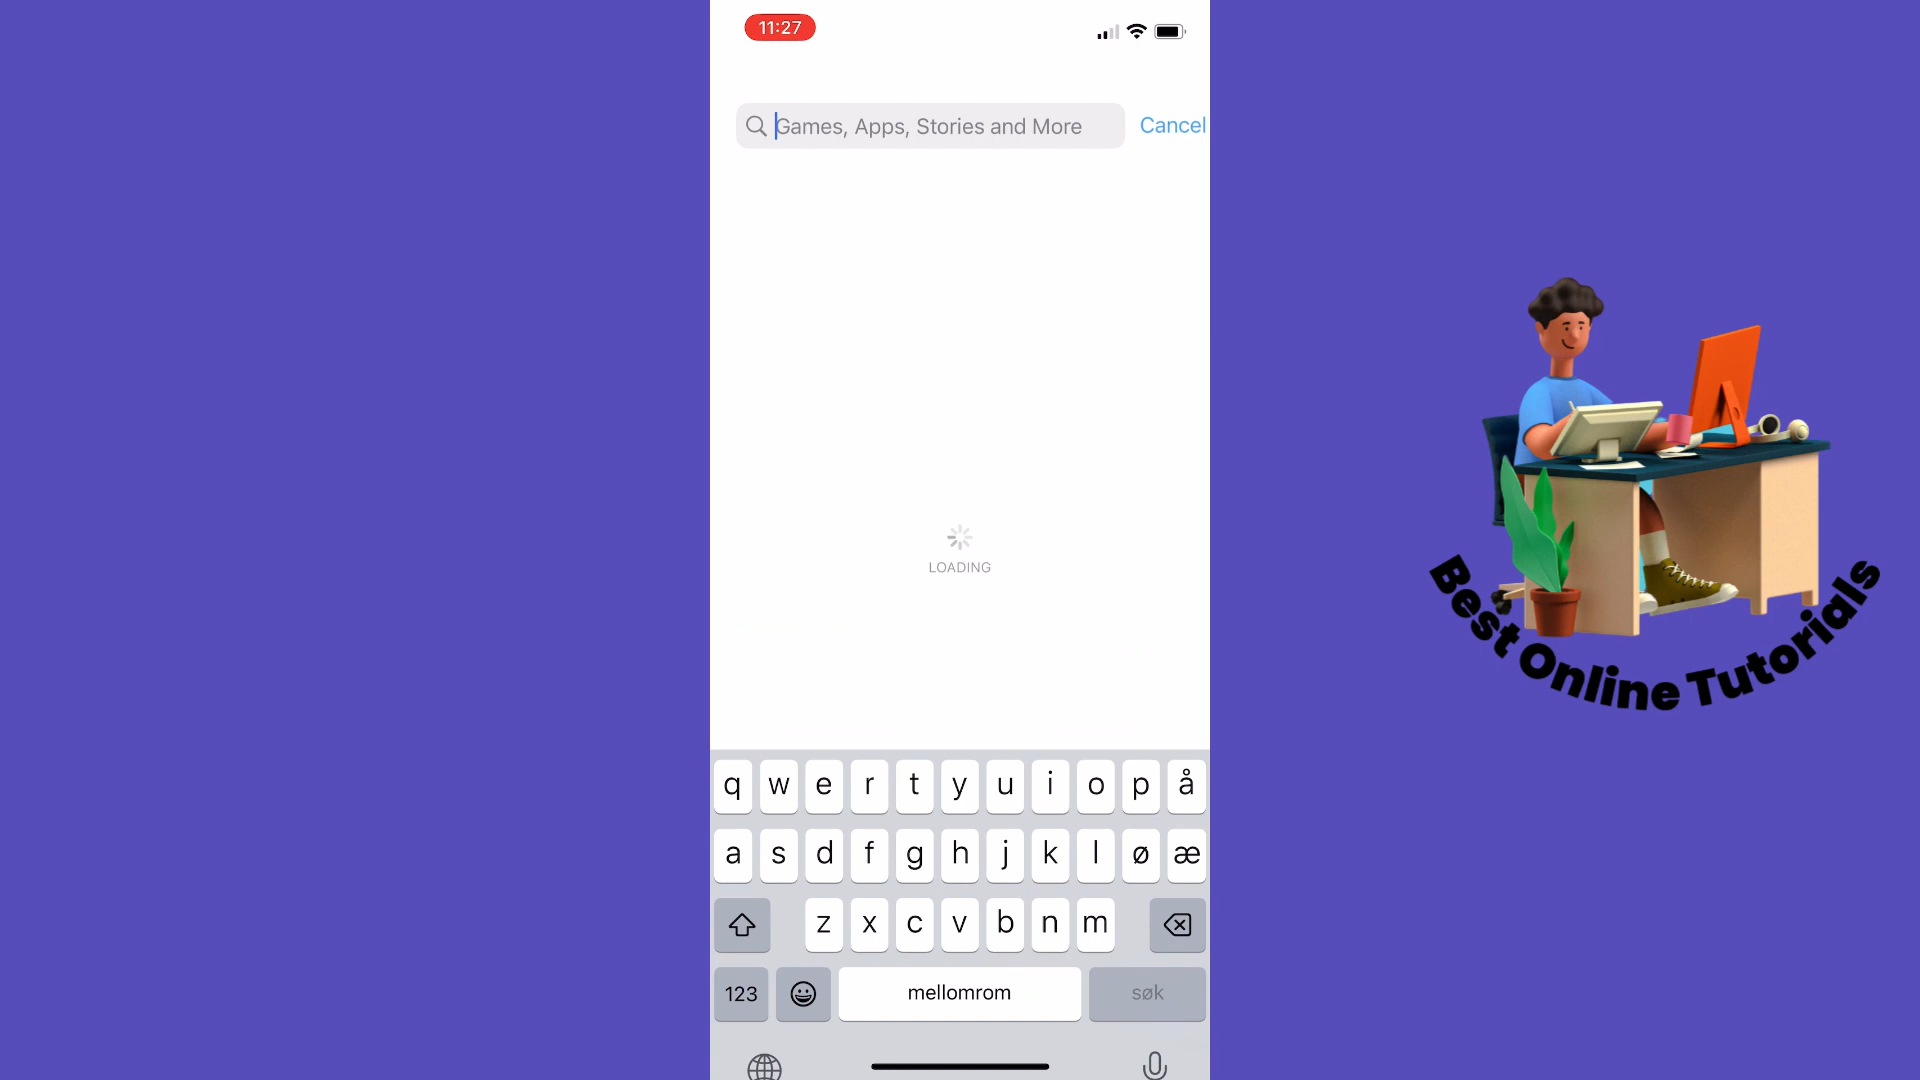 11:27
Games, Apps, Stories and More
Cancel
LOADING
q w e r t y u i o p å
a s d f g h j k l ø æ
z x c v b n m
123 mellomrom søk
Best Online Tutorials